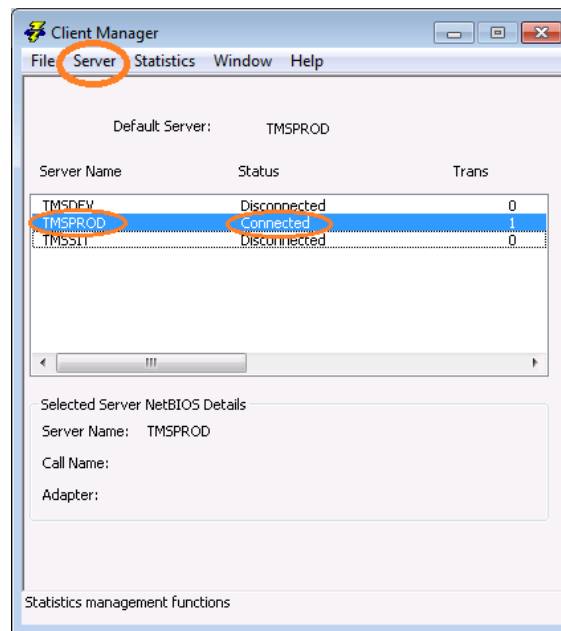 Client Manager
File Server Statistics Window Help
Default Server: TMSPROD
Server Name Status Trans
TMSDEV Disconnected 0
TMSPROD Connected 1
TMSSIT Disconnected 0
Selected Server NetBIOS Details
Server Name: TMSPROD
Call Name:
Adapter:
Statistics management functions